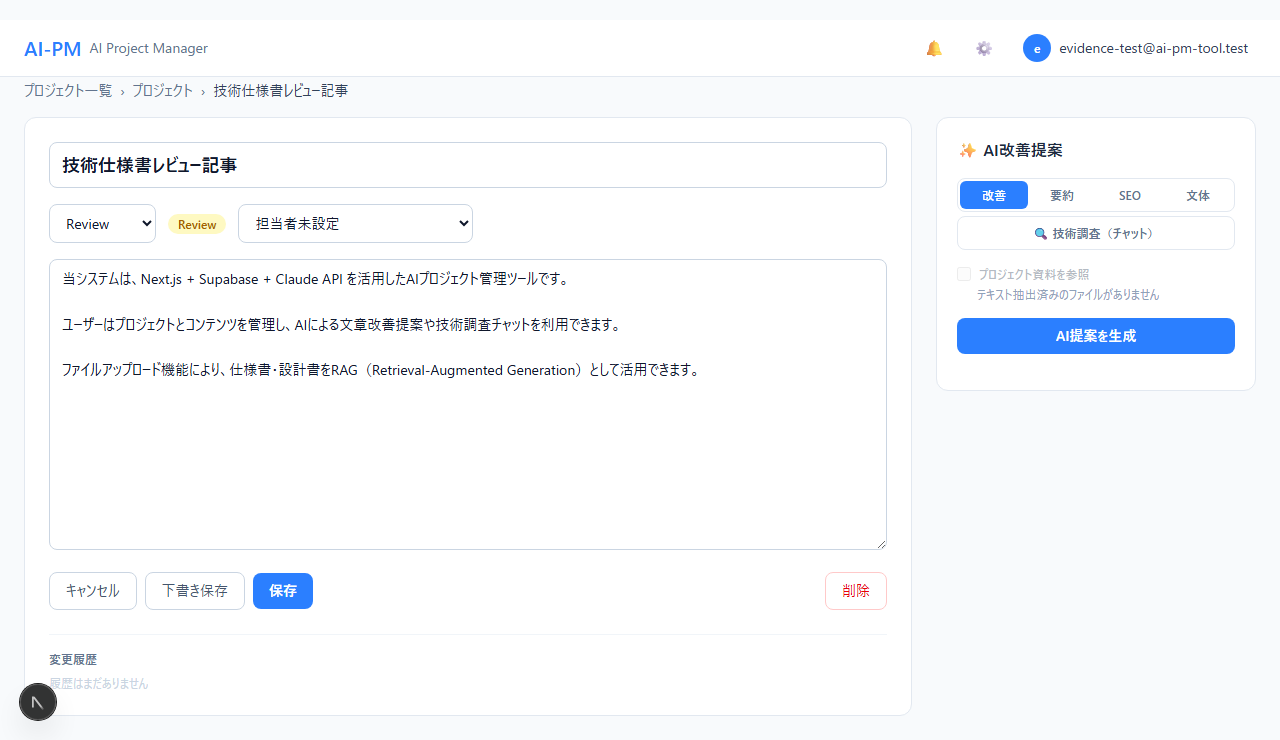 AI-PM AI Project Manager
e evidence-test@ai-pm-tool.test
プロジェクト一覧 › プロジェクト › 技術仕様書レビュー記事
技術仕様書レビュー記事
Review Review 担当者未設定
当システムは、Next.js + Supabase + Claude API を活用したAIプロジェクト管理ツールです。
ユーザーはプロジェクトとコンテンツを管理し、AIによる文章改善提案や技術調査チャットを利用できます。
ファイルアップロード機能により、仕様書・設計書をRAG（Retrieval-Augmented Generation）として活用できます。
キャンセル 下書き保存 保存 削除
変更履歴
履歴はまだありません
AI改善提案
改善 要約 SEO 文体
技術調査（チャット）
プロジェクト資料を参照
テキスト抽出済みのファイルがありません
AI提案を生成